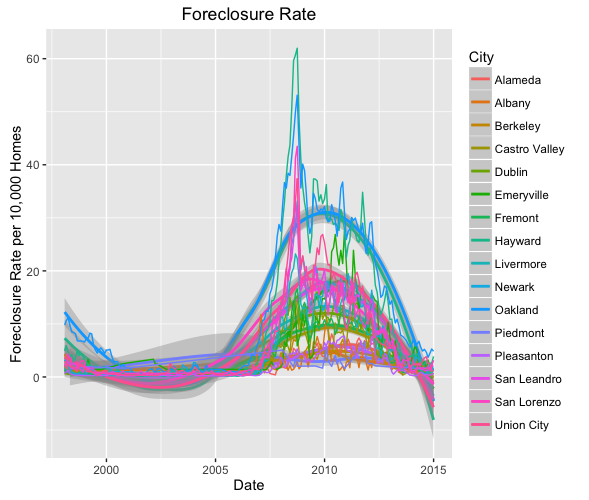 Foreclosure Rate
Foreclosure Rate per 10,000 Homes
60
40
20
0
2000
2005
2010
2015
Date
City
Alameda
Albany
Berkeley
Castro Valley
Dublin
Emeryville
Fremont
Hayward
Livermore
Newark
Oakland
Piedmont
Pleasanton
San Leandro
San Lorenzo
Union City